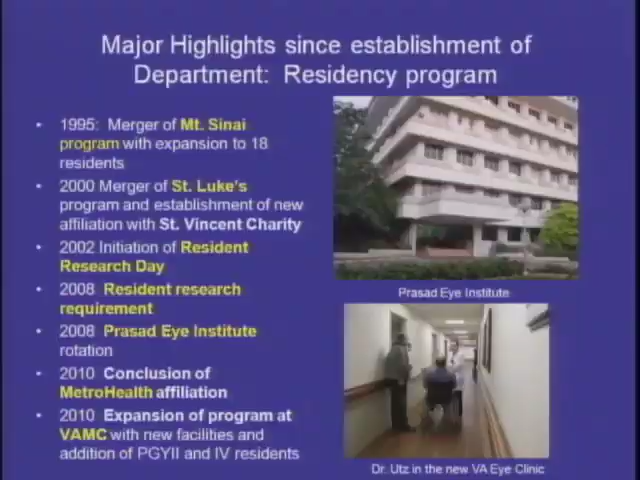 Major Highlights since establishment of
Department: Residency program
• 1995: Merger of Mt. Sinai
program with expansion to 18
residents
• 2000 Merger of St. Luke's
program and establishment of new
affiliation with St. Vincent Charity
• 2002 Initiation of Resident
Research Day
• 2008 Resident research
requirement
• 2008 Prasad Eye Institute
rotation
• 2010 Conclusion of
MetroHealth affiliation
• 2010 Expansion of program at
VAMC with new facilities and
addition of PGYII and IV residents
Prasad Eye Institute
Dr. Utz in the new VA Eye Clinic